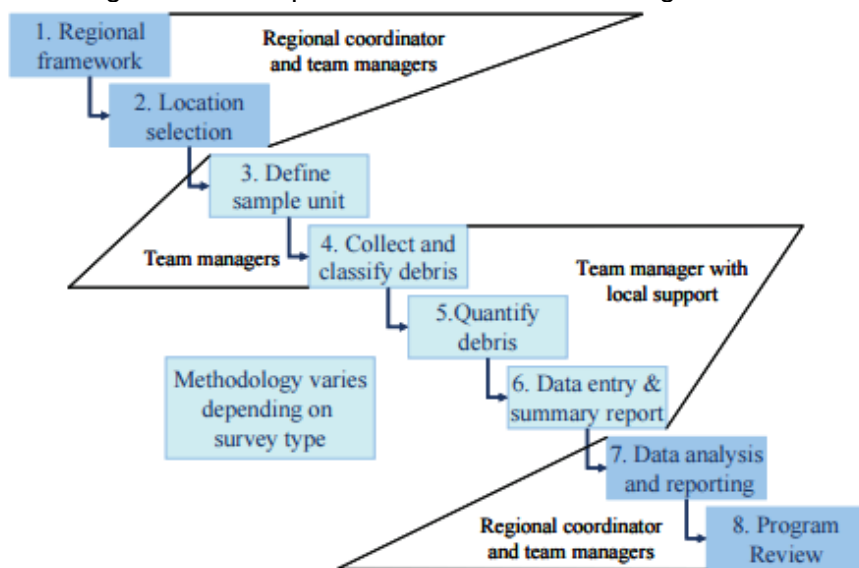 1. Regional
framework
Regional coordinator
and team managers
2. Location
selection
3. Define
sample unit
Team managers
4. Collect and
classify debris
Team manager with
local support
5.Quantify
debris
Methodology varies
depending on
survey type
6. Data entry &
summary report
7. Data analysis
and reporting
Regional coordinator
and team managers
8. Program
Review